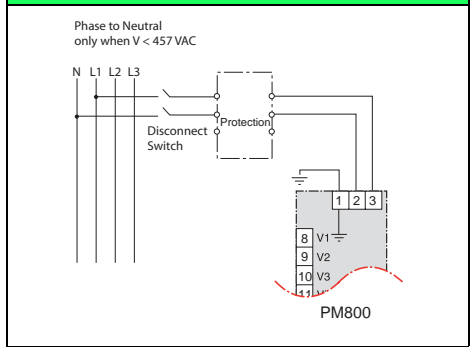 Phase to Neutral
only when V < 457 VAC
N L1 L2 L3
Disconnect
Switch
Protection
1 2 3
8 V1
9 V2
10 V3
11
PM800